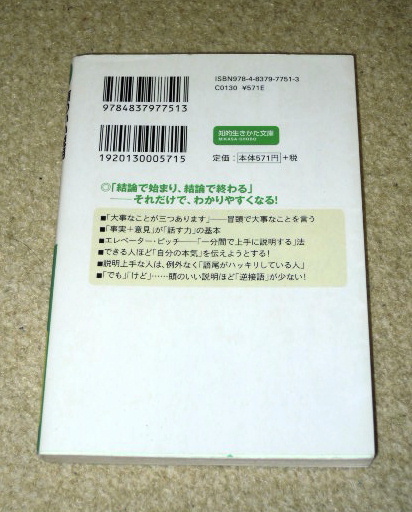 ISBN978-4-8379-7751-3
C0130 ¥571E
9784837977513
知的生きかた文庫
MIKASA SHOBO
1920130005715
定価：本体571円+税
◎「結論で始まり、結論で終わる」
──それだけで、わかりやすくなる!
■「大事なことが三つあります」──冒頭で大事なことを言う
■「事実+意見」が「話す力」の基本
■エレベーター・ピッチ──「一分間で上手に説明する」法
■できる人ほど「自分の本気」を伝えようとする!
■説明上手な人は、例外なく「語尾がハッキリしている人」
■「でも」「けど」……頭のいい説明ほど「逆接語」が少ない!